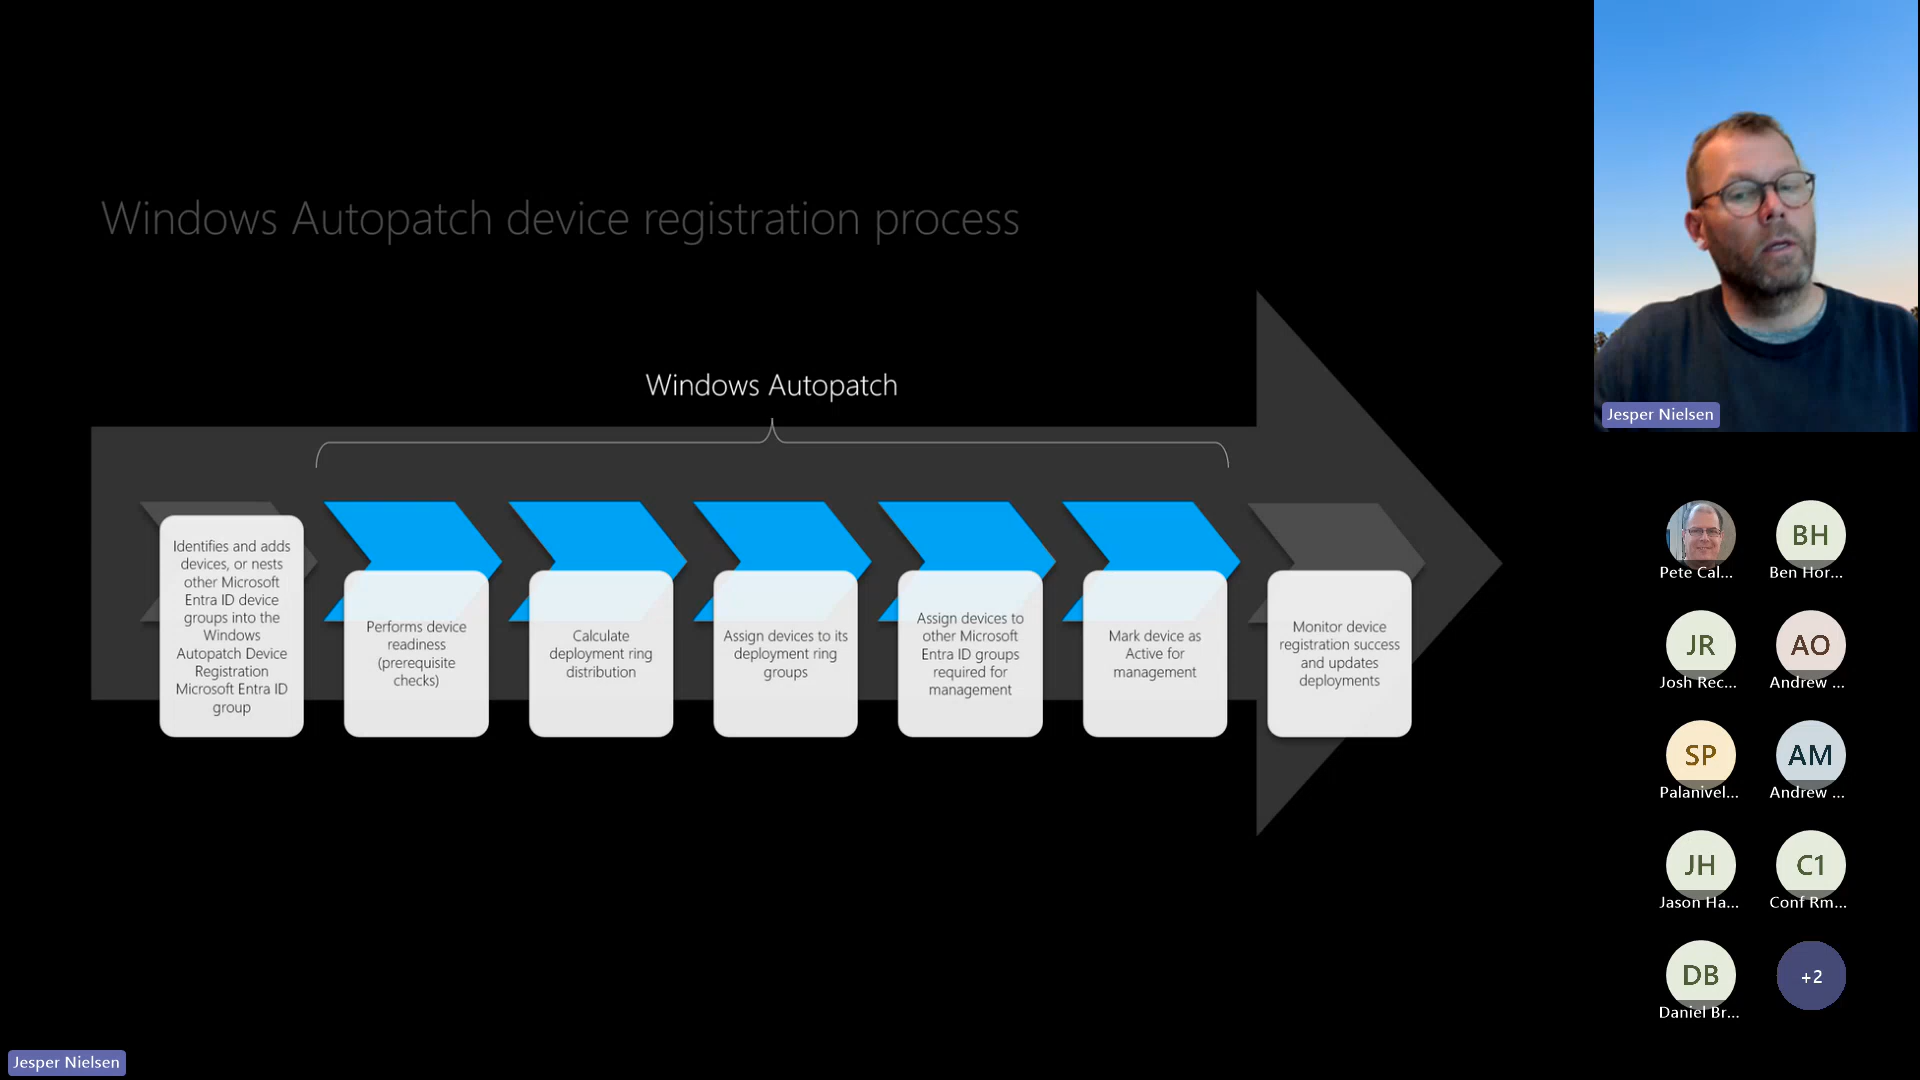 Windows Autopatch device registration process
Windows Autopatch
Identifies and adds
devices, or nests
other Microsoft
Entra ID device
groups into the
Windows
Autopatch Device
Registration
Microsoft Entra ID
group
Performs device
readiness
(prerequisite
checks)
Calculate
deployment ring
distribution
Assign devices to its
deployment ring
groups
Assign devices to
other Microsoft
Entra ID groups
required for
management
Mark device as
Active for
management
Monitor device
registration success
and updates
deployments
Jesper Nielsen
Pete Cal...
BH
Ben Hor...
JR
Josh Rec...
AO
Andrew ...
SP
Palanivel...
AM
Andrew ...
JH
Jason Ha...
C1
Conf Rm...
DB
Daniel Br...
+2
Jesper Nielsen